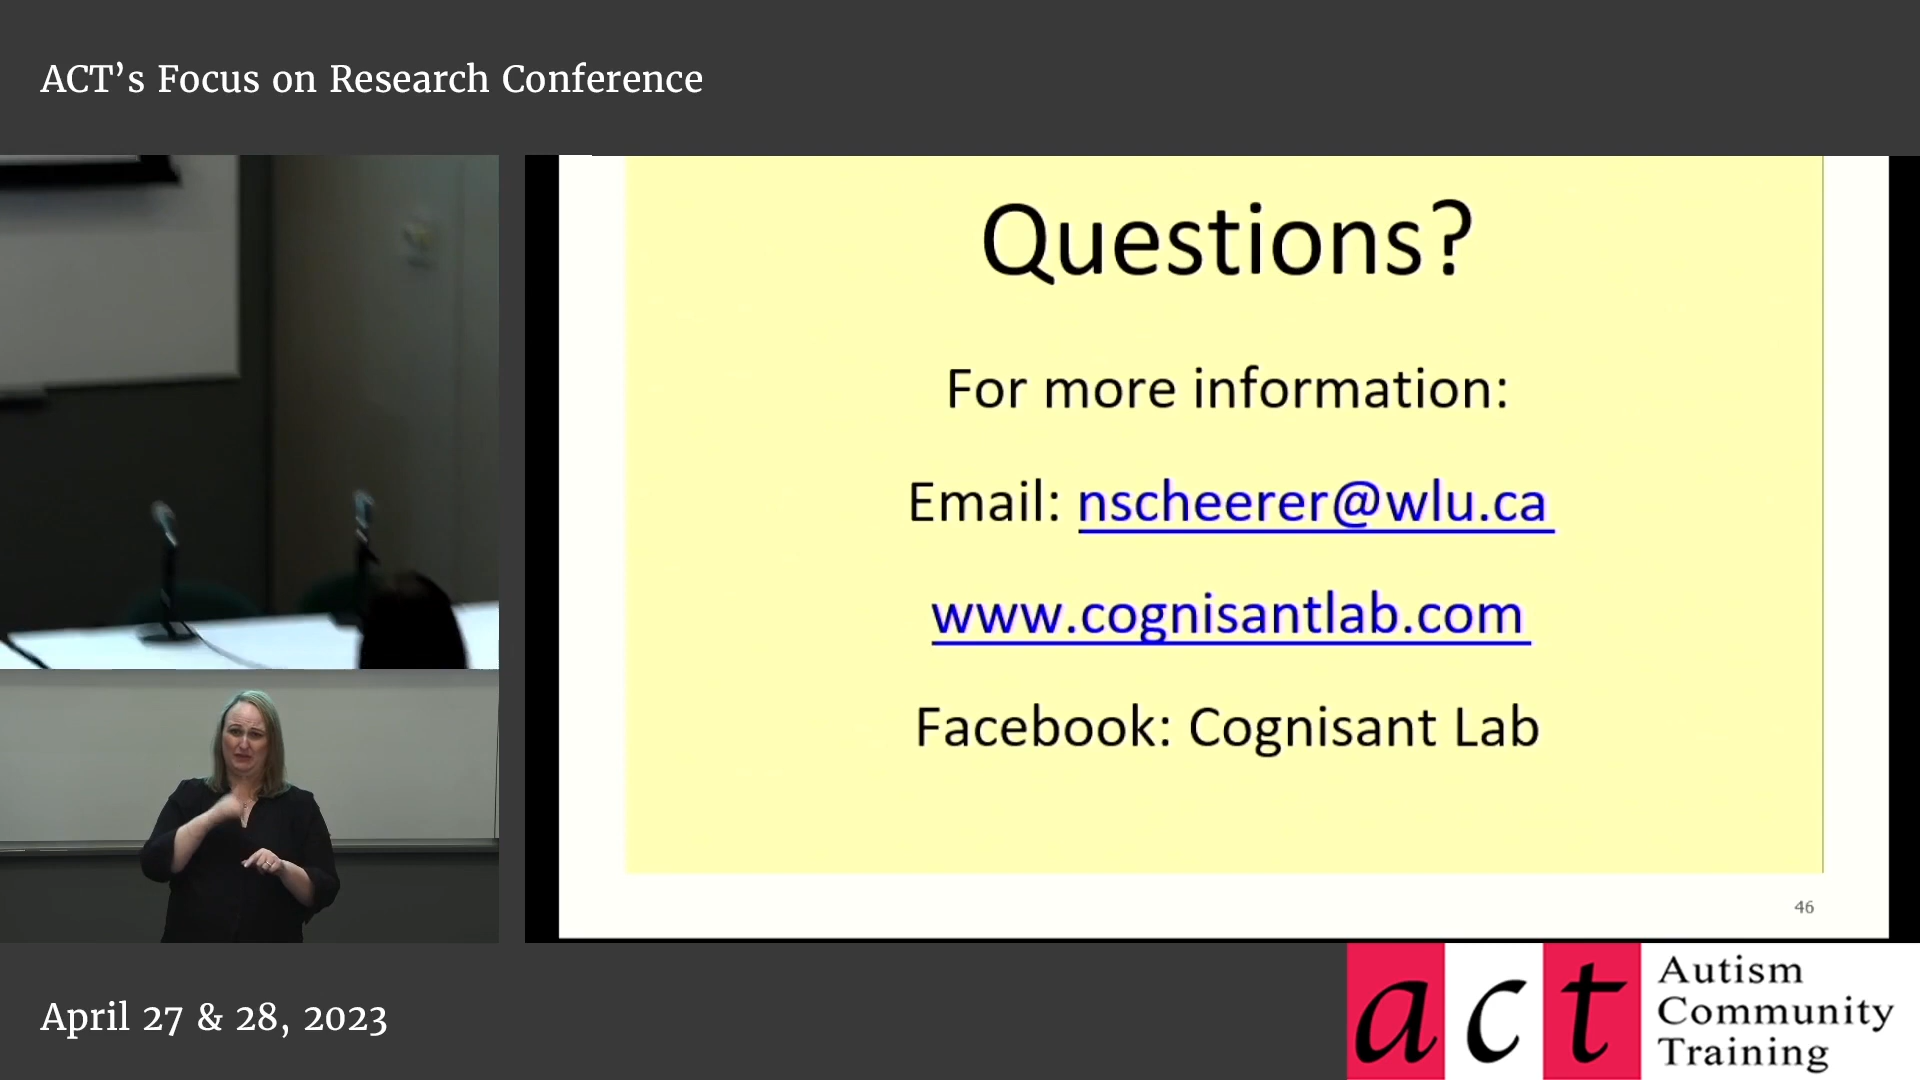 ACT’s Focus on Research Conference
Questions?
For more information:
Email: nscheerer@wlu.ca
www.cognisantlab.com
Facebook: Cognisant Lab
46
April 27 & 28, 2023
act
Autism
Community
Training